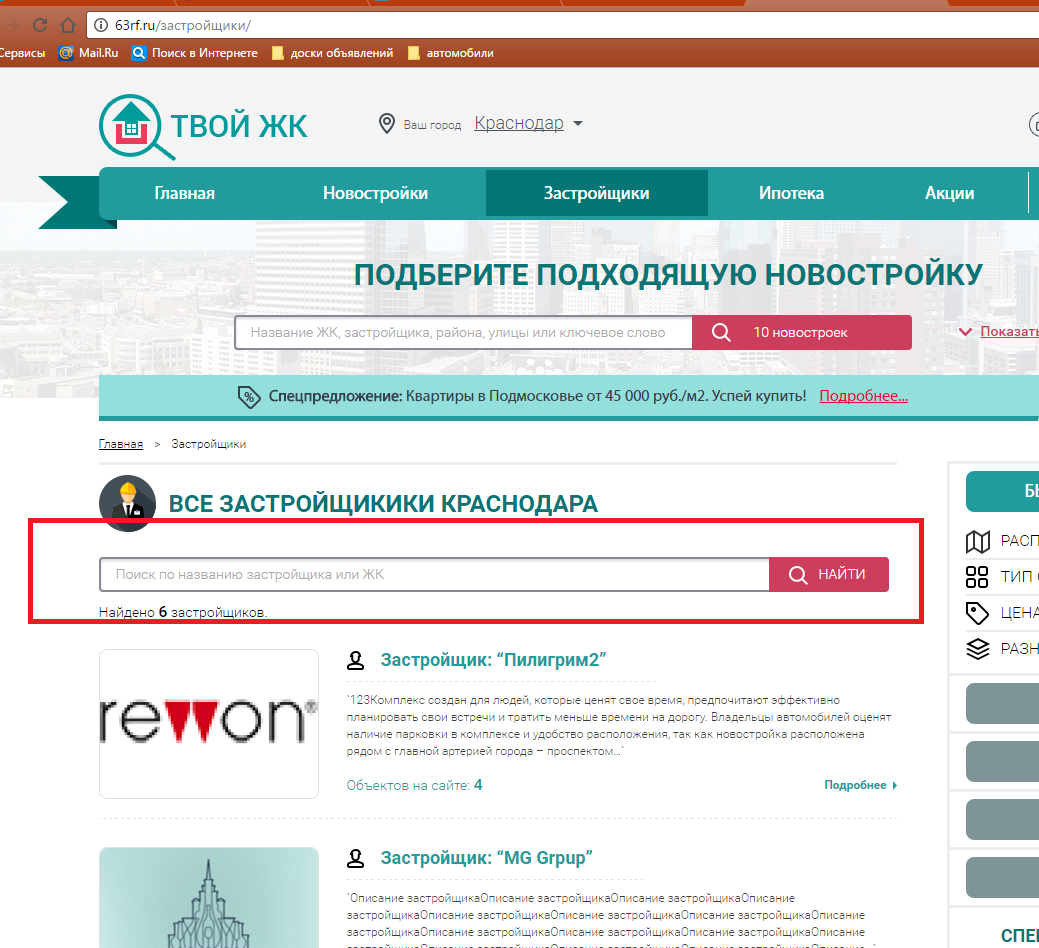 63rf.ru/застройщики/
Сервисы Mail.Ru Поиск в Интернете доски объявлений автомобили
ТВОЙ ЖК
Ваш город Краснодар
Главная Новостройки Застройщики Ипотека Акции
ПОДБЕРИТЕ ПОДХОДЯЩУЮ НОВОСТРОЙКУ
Название ЖК, застройщика, района, улицы или ключевое слово 10 новостроек Показать
% Спецпредложение: Квартиры в Подмосковье от 45 000 руб./м2. Успей купить! Подробнее...
Главная > Застройщики
ВСЕ ЗАСТРОЙЩИКИКИ КРАСНОДАРА
Поиск по названию застройщика или ЖК НАЙТИ
Найдено 6 застройщиков.
rewon®
Застройщик: “Пилигрим2”
`123Комплекс создан для людей, которые ценят свое время, предпочитают эффективно
планировать свои встречи и тратить меньше времени на дорогу. Владельцы автомобилей оценят
наличие парковки в комплексе и удобство расположения, так как новостройка расположена
рядом с главной артерией города – проспектом...`
Объектов на сайте: 4 Подробнее
Застройщик: “MG Grpup”
`Описание застройщикаОписание застройщикаОписание застройщикаОписание
застройщикаОписание застройщикаОписание застройщикаОписание застройщикаОписание
застройщикаОписание застройщикаОписание застройщикаОписание застройщикаОписание
БЫ
РАСП
ТИП
ЦЕНА
РАЗН
СПЕ